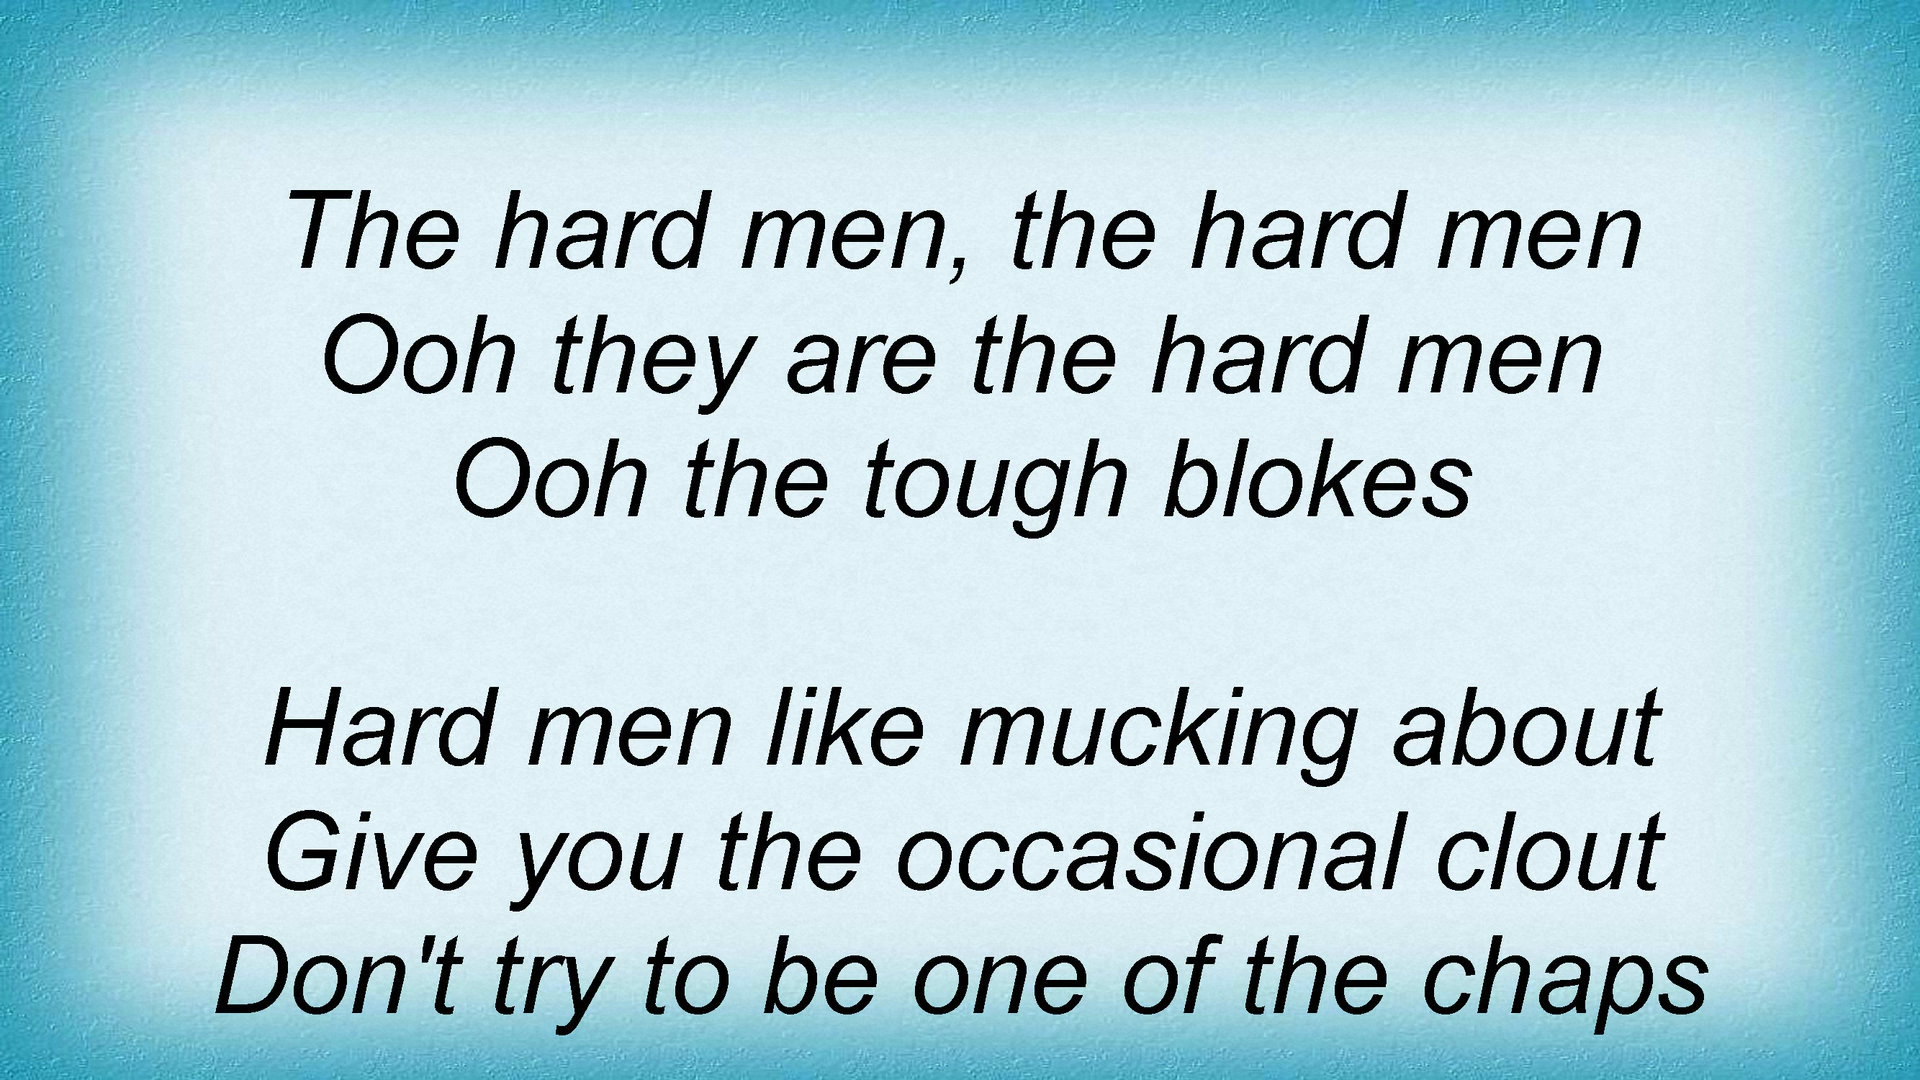 The hard men, the hard men
Ooh they are the hard men
Ooh the tough blokes
Hard men like mucking about
Give you the occasional clout
Don't try to be one of the chaps